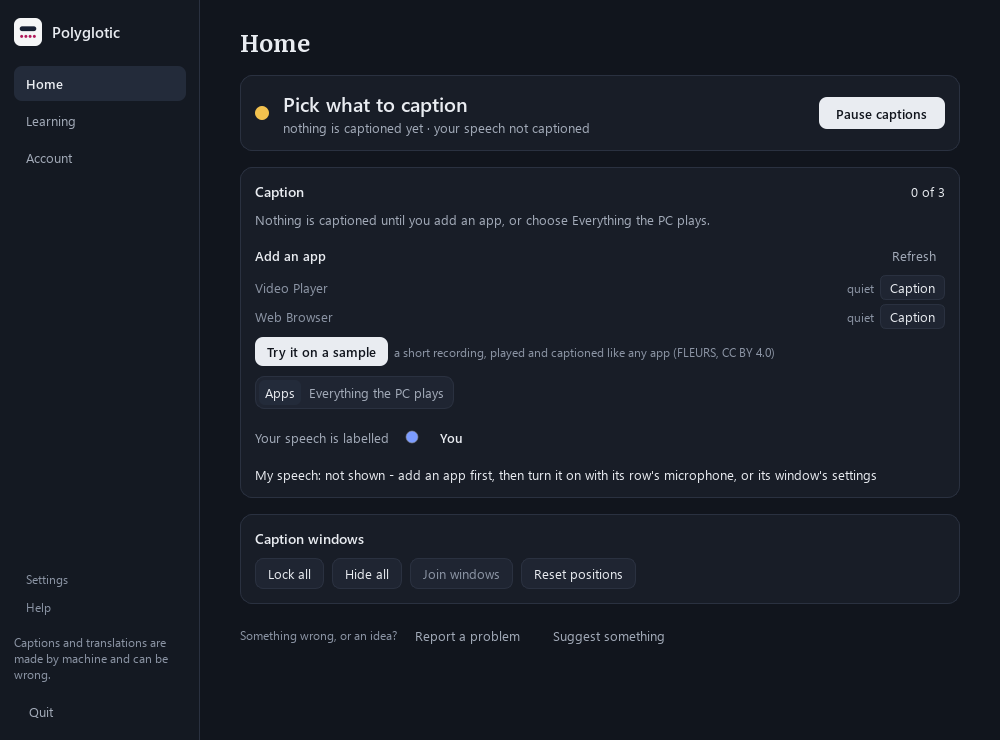 Polyglotic
Home
Learning
Account
Settings
Help
Captions and translations are
made by machine and can be
wrong.
Quit
Home
Pick what to caption
nothing is captioned yet · your speech not captioned
Pause captions
Caption
0 of 3
Nothing is captioned until you add an app, or choose Everything the PC plays.
Add an app
Refresh
Video Player
quiet
Caption
Web Browser
quiet
Caption
Try it on a sample
a short recording, played and captioned like any app (FLEURS, CC BY 4.0)
Apps
Everything the PC plays
Your speech is labelled
You
My speech: not shown - add an app first, then turn it on with its row's microphone, or its window's settings
Caption windows
Lock all
Hide all
Join windows
Reset positions
Something wrong, or an idea?
Report a problem
Suggest something